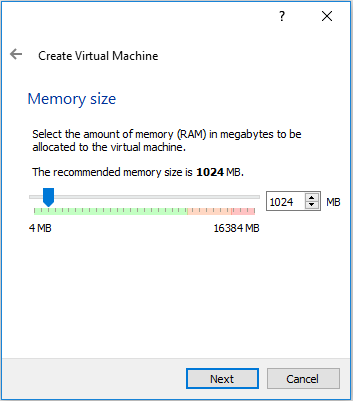 ?
Create Virtual Machine
Memory size
Select the amount of memory (RAM) in megabytes to be
allocated to the virtual machine.
The recommended memory size is 1024 MB.
1024 MB
4 MB 16384 MB
Next Cancel